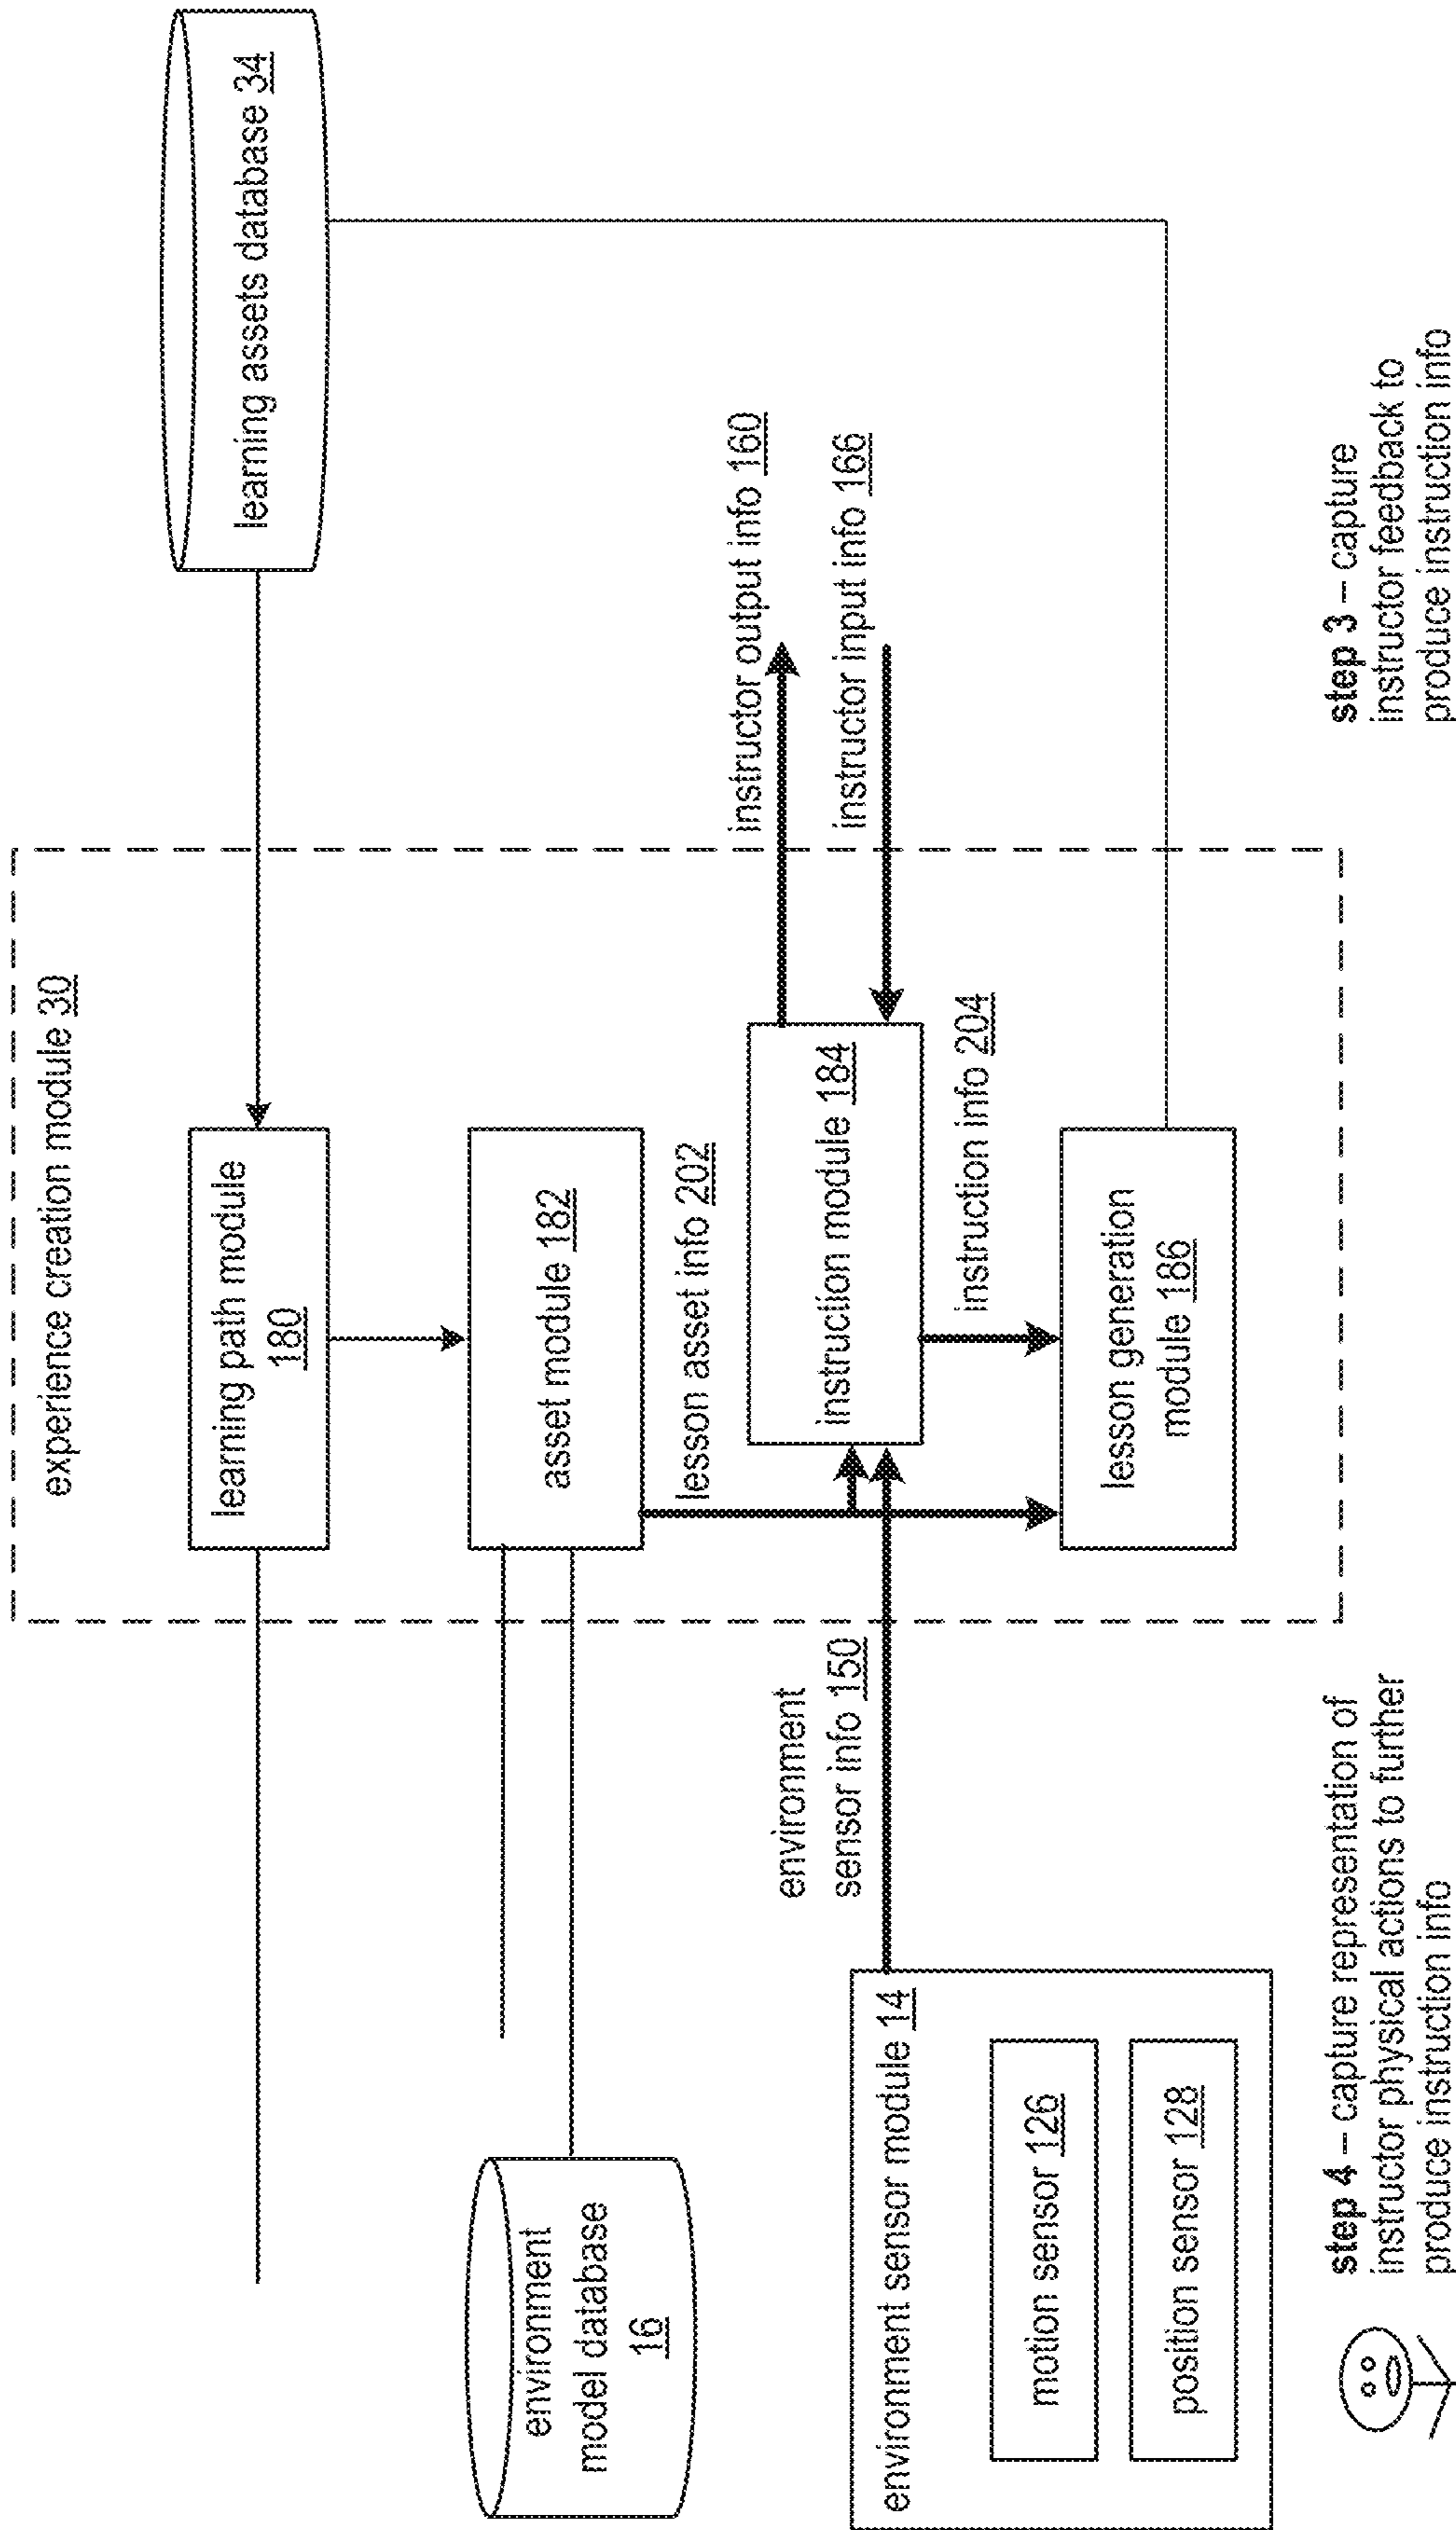 experience creation module 30
learning assets database 34
learning path module
180
environment
model database
16
asset module 182
lesson asset info 202
instructor output info 160
instructor input info 166
environment
sensor info 150
instruction module 184
instruction info 204
environment sensor module 14
motion sensor 126
position sensor 128
lesson generation
module 186
step 4 – capture representation of
instructor physical actions to further
produce instruction info
step 3 – capture
instructor feedback to
produce instruction info